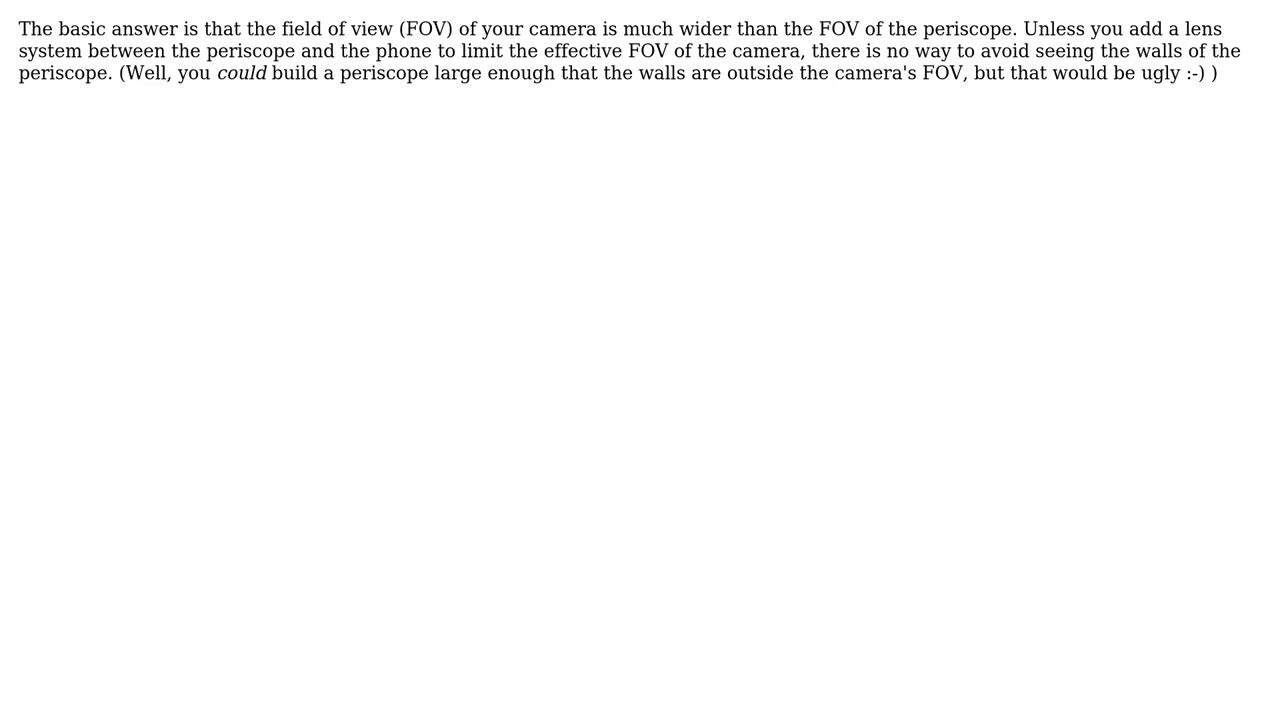 The basic answer is that the field of view (FOV) of your camera is much wider than the FOV of the periscope. Unless you add a lens
system between the periscope and the phone to limit the effective FOV of the camera, there is no way to avoid seeing the walls of the
periscope. (Well, you could build a periscope large enough that the walls are outside the camera's FOV, but that would be ugly :-) )